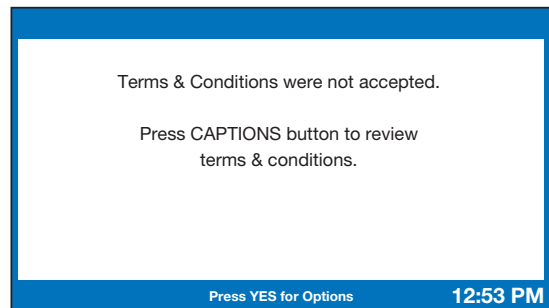 Terms & Conditions were not accepted.
Press CAPTIONS button to review
terms & conditions.
Press YES for Options
12:53 PM